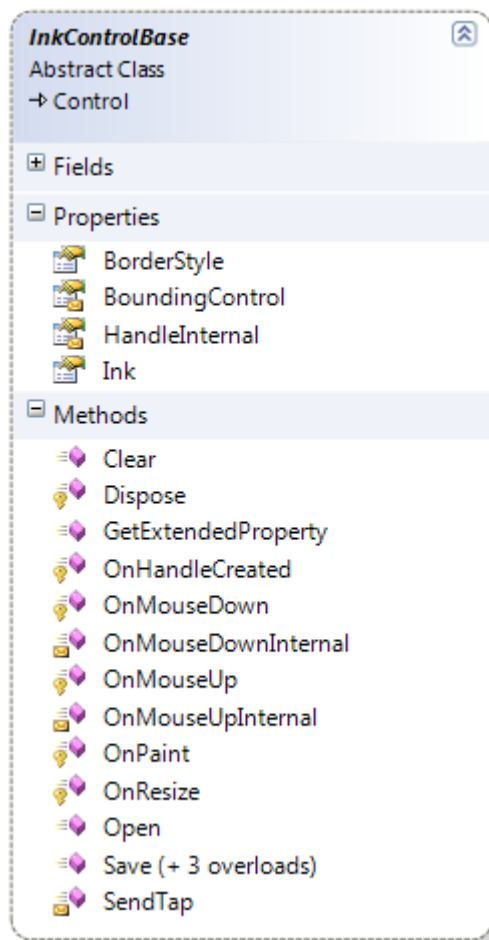 InkControlBase
Abstract Class
Control
Fields
Properties
BorderStyle
BoundingControl
HandleInternal
Ink
Methods
Clear
Dispose
GetExtendedProperty
OnHandleCreated
OnMouseDown
OnMouseDownInternal
OnMouseUp
OnMouseUpInternal
OnPaint
OnResize
Open
Save (+ 3 overloads)
SendTap